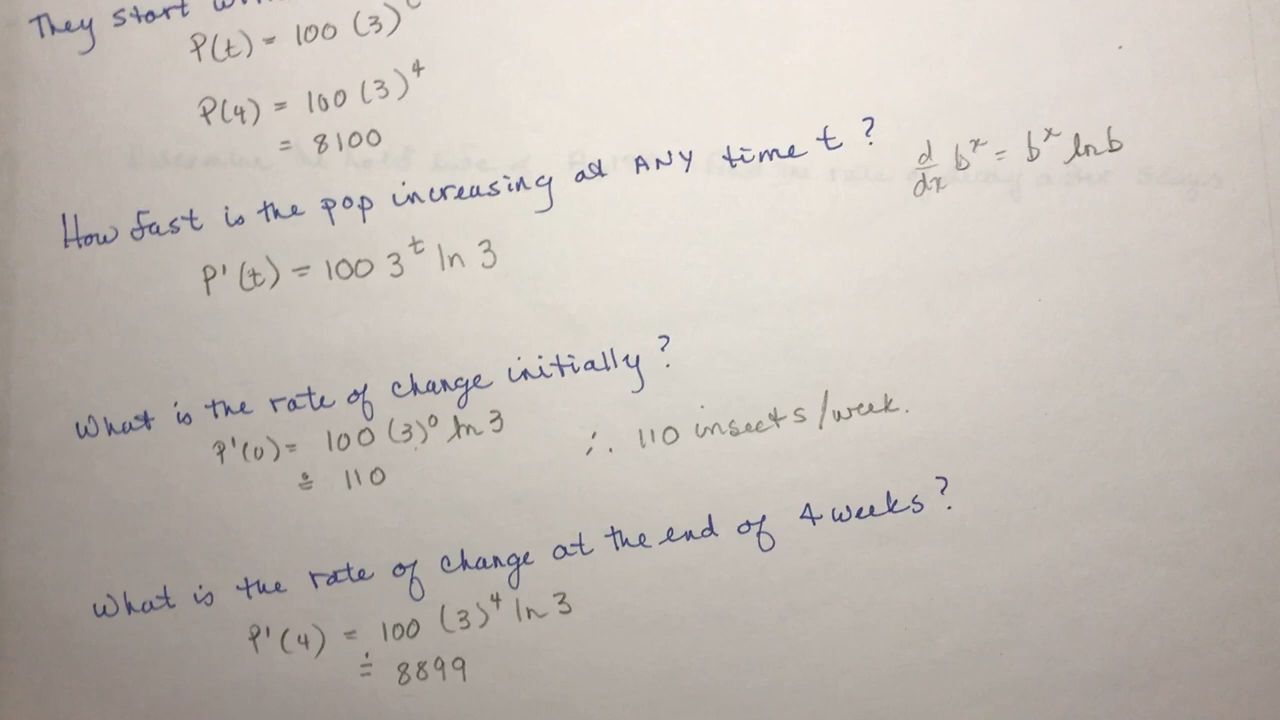 They start
P(t) = 100 (3)
P(4) = 100 (3)⁴
= 8100
How fast is the pop increasing at ANY time t ?
d/dx bˣ = bˣ ln b
P'(t) = 100 3ᵗ ln 3
What is the rate of change initially ?
P'(0) = 100 (3)⁰ ln 3
≐ 110
∴ 110 insects / week.
What is the rate of change at the end of 4 weeks ?
P'(4) = 100 (3)⁴ ln 3
≐ 8899